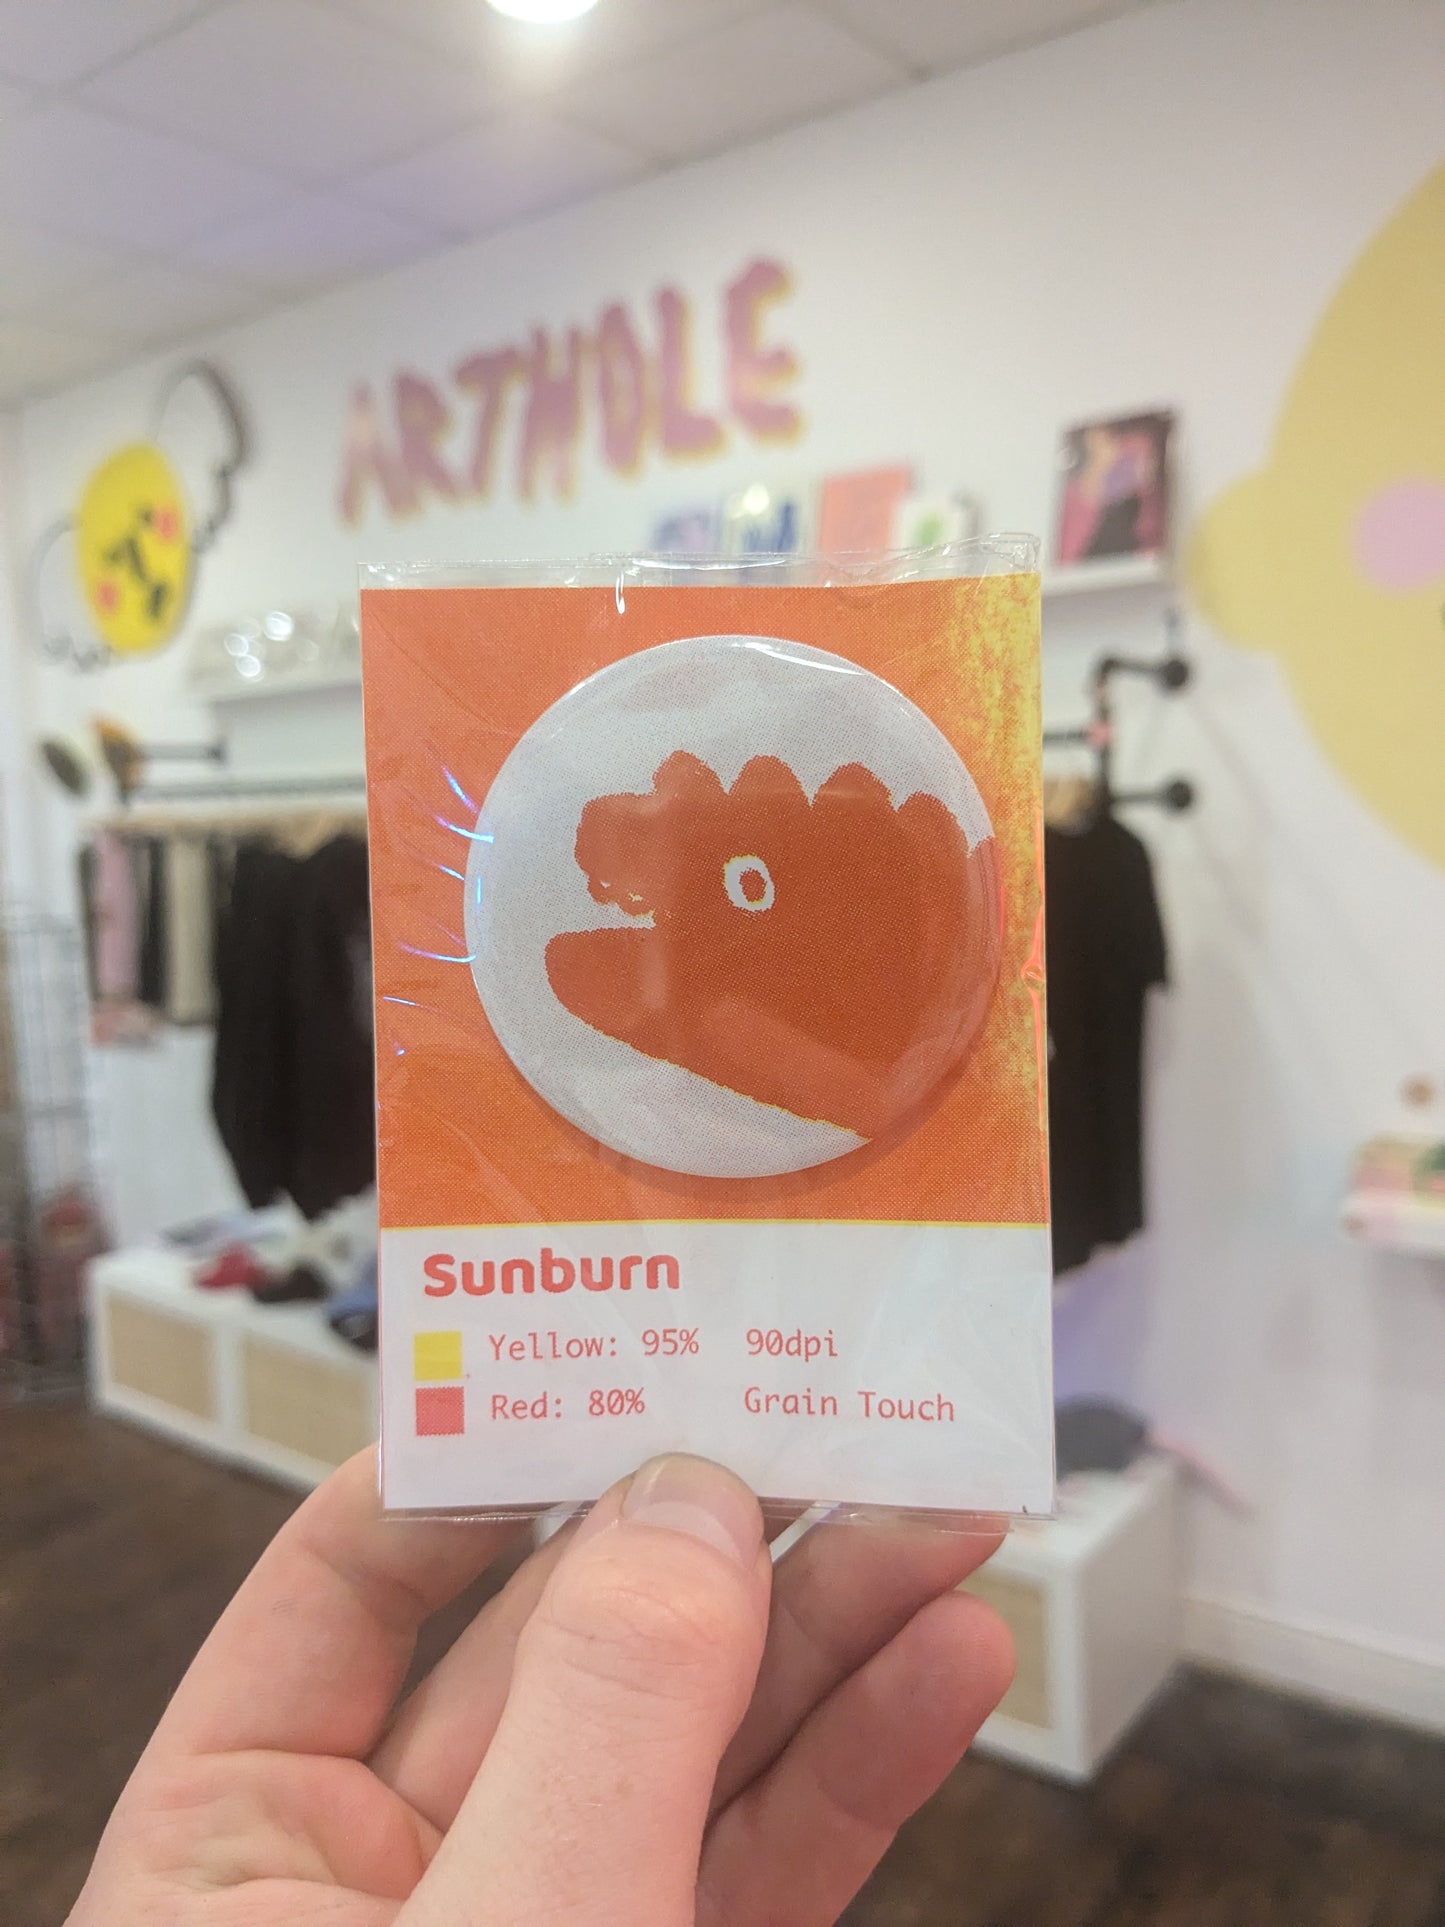 ARTHOLE
Sunburn
Yellow: 95% 90dpi
Red: 80% Grain Touch